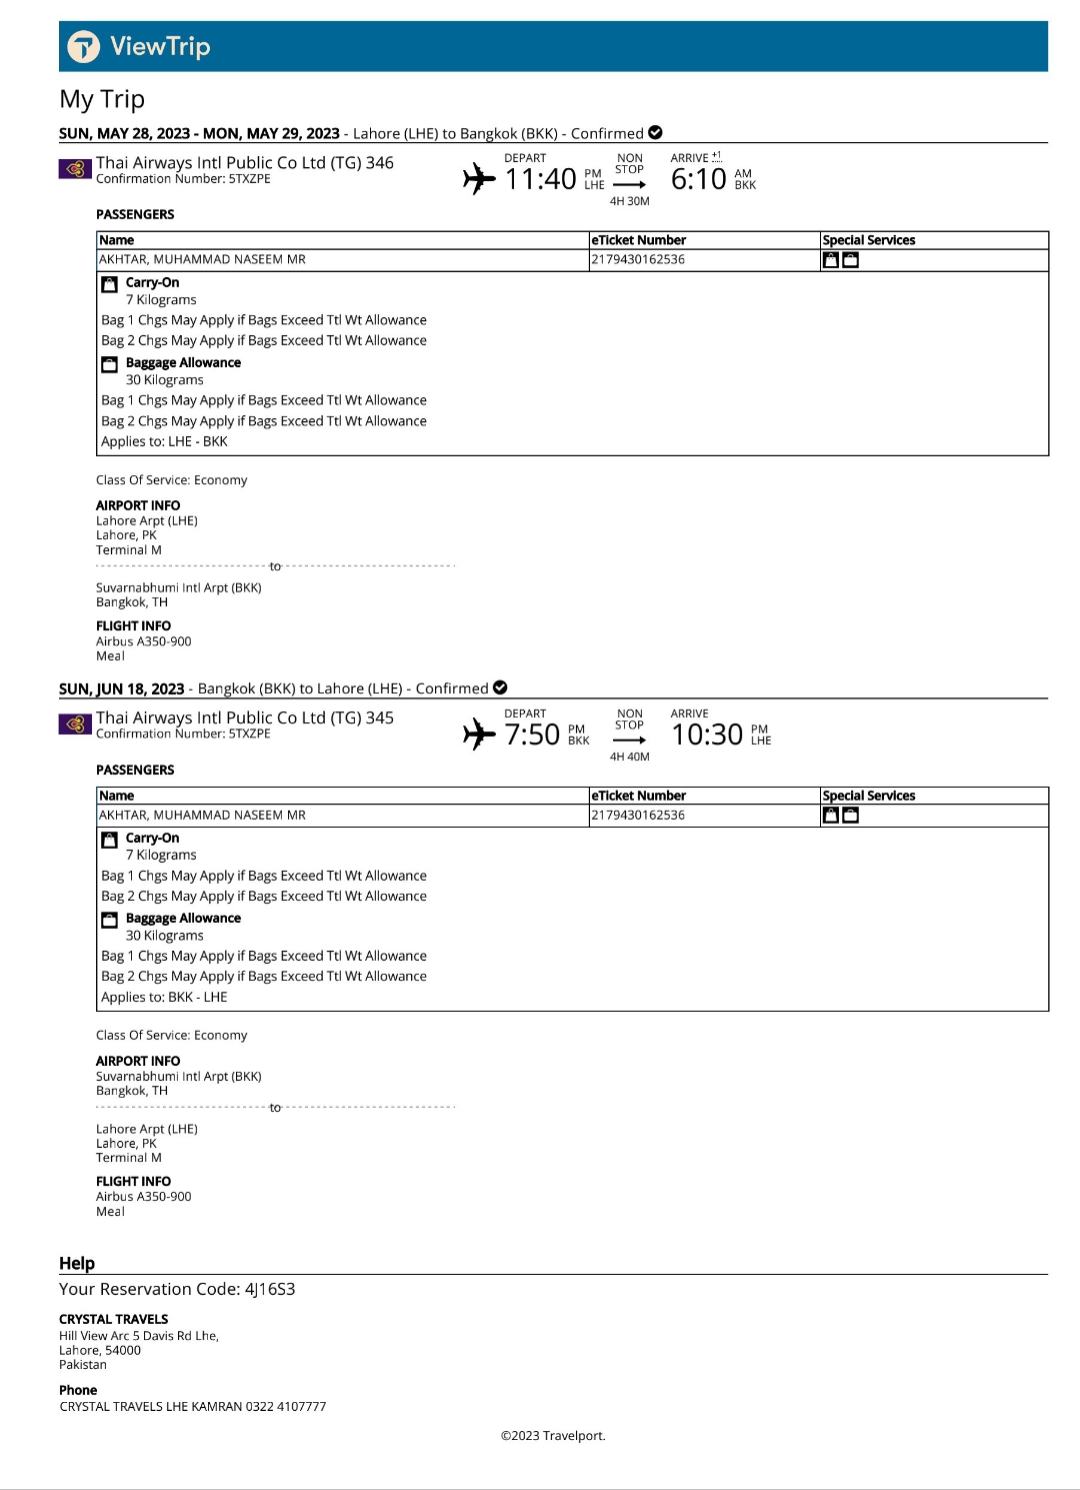 ViewTrip
My Trip
SUN, MAY 28, 2023 - MON, MAY 29, 2023 - Lahore (LHE) to Bangkok (BKK) - Confirmed
Thai Airways Intl Public Co Ltd (TG) 346
Confirmation Number: 5TXZPE
DEPART
11:40 PM LHE
NON STOP
4H 30M
ARRIVE +1
6:10 AM BKK
PASSENGERS
Name eTicket Number Special Services
AKHTAR, MUHAMMAD NASEEM MR 2179430162536
Carry-On
7 Kilograms
Bag 1 Chgs May Apply if Bags Exceed Ttl Wt Allowance
Bag 2 Chgs May Apply if Bags Exceed Ttl Wt Allowance
Baggage Allowance
30 Kilograms
Bag 1 Chgs May Apply if Bags Exceed Ttl Wt Allowance
Bag 2 Chgs May Apply if Bags Exceed Ttl Wt Allowance
Applies to: LHE - BKK
Class Of Service: Economy
AIRPORT INFO
Lahore Arpt (LHE)
Lahore, PK
Terminal M
to
Suvarnabhumi Intl Arpt (BKK)
Bangkok, TH
FLIGHT INFO
Airbus A350-900
Meal
SUN, JUN 18, 2023 - Bangkok (BKK) to Lahore (LHE) - Confirmed
Thai Airways Intl Public Co Ltd (TG) 345
Confirmation Number: 5TXZPE
DEPART
7:50 PM BKK
NON STOP
4H 40M
ARRIVE
10:30 PM LHE
PASSENGERS
Name eTicket Number Special Services
AKHTAR, MUHAMMAD NASEEM MR 2179430162536
Carry-On
7 Kilograms
Bag 1 Chgs May Apply if Bags Exceed Ttl Wt Allowance
Bag 2 Chgs May Apply if Bags Exceed Ttl Wt Allowance
Baggage Allowance
30 Kilograms
Bag 1 Chgs May Apply if Bags Exceed Ttl Wt Allowance
Bag 2 Chgs May Apply if Bags Exceed Ttl Wt Allowance
Applies to: BKK - LHE
Class Of Service: Economy
AIRPORT INFO
Suvarnabhumi Intl Arpt (BKK)
Bangkok, TH
to
Lahore Arpt (LHE)
Lahore, PK
Terminal M
FLIGHT INFO
Airbus A350-900
Meal
Help
Your Reservation Code: 4J16S3
CRYSTAL TRAVELS
Hill View Arc 5 Davis Rd Lhe,
Lahore, 54000
Pakistan
Phone
CRYSTAL TRAVELS LHE KAMRAN 0322 4107777
©2023 Travelport.